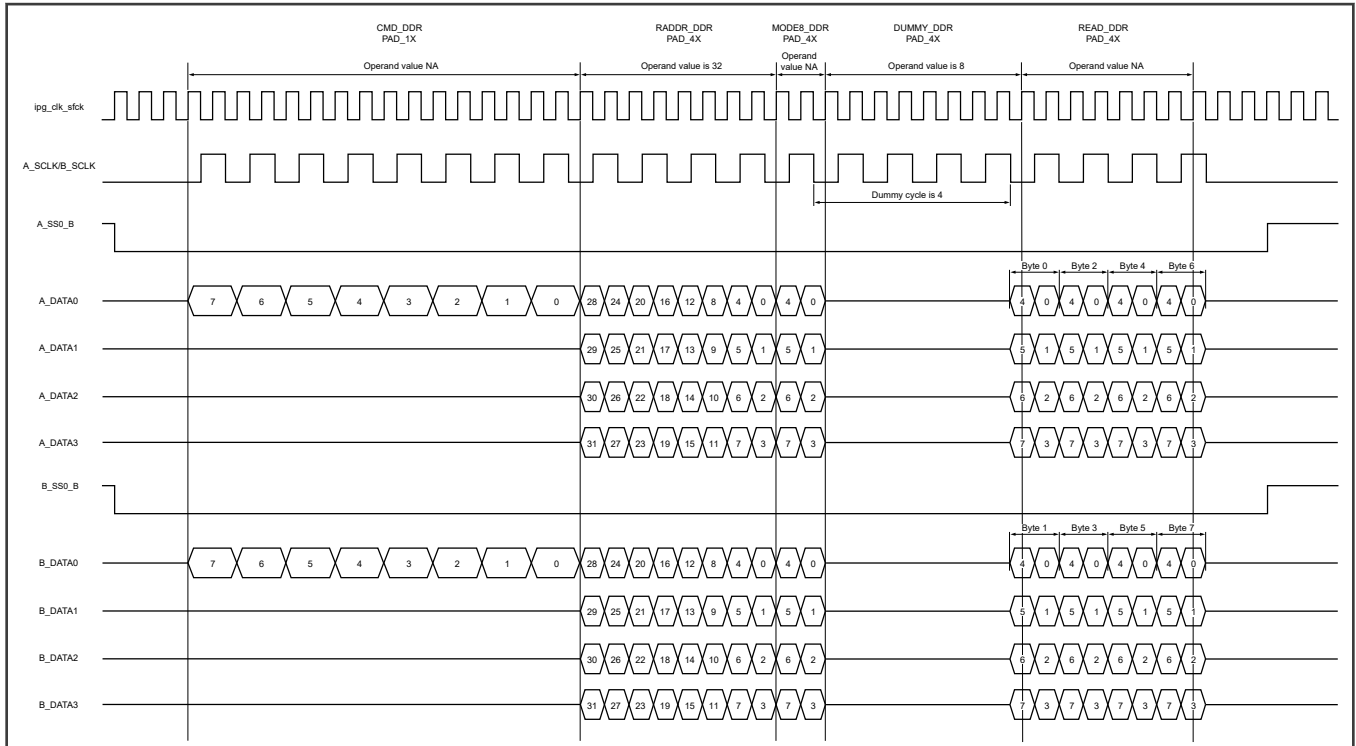 CMD_DDR RADDR_DDR MODE8_DDR DUMMY_DDR READ_DDR
PAD_1X PAD_4X PAD_4X PAD_4X PAD_4X
Operand value NA Operand value is 32 Operand value NA Operand value is 8 Operand value NA
ipg_clk_sfck
A_SCLK/B_SCLK
Dummy cycle is 4
A_SS0_B
Byte 0 Byte 2 Byte 4 Byte 6
A_DATA0 7 6 5 4 3 2 1 0 28 24 20 16 12 8 4 0 4 0 4 0 4 0 4 0 4 0
A_DATA1 29 25 21 17 13 9 5 1 5 1 5 1 5 1 5 1 5 1
A_DATA2 30 26 22 18 14 10 6 2 6 2 6 2 6 2 6 2 6 2
A_DATA3 31 27 23 19 15 11 7 3 7 3 7 3 7 3 7 3 7 3
B_SS0_B
Byte 1 Byte 3 Byte 5 Byte 7
B_DATA0 7 6 5 4 3 2 1 0 28 24 20 16 12 8 4 0 4 0 4 0 4 0 4 0 4 0
B_DATA1 29 25 21 17 13 9 5 1 5 1 5 1 5 1 5 1 5 1
B_DATA2 30 26 22 18 14 10 6 2 6 2 6 2 6 2 6 2 6 2
B_DATA3 31 27 23 19 15 11 7 3 7 3 7 3 7 3 7 3 7 3